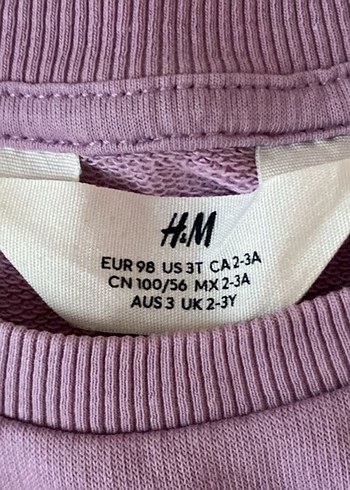 H&M
EUR 98 US 3T CA 2-3A
CN 100/56 MX 2-3A
AUS 3 UK 2-3Y